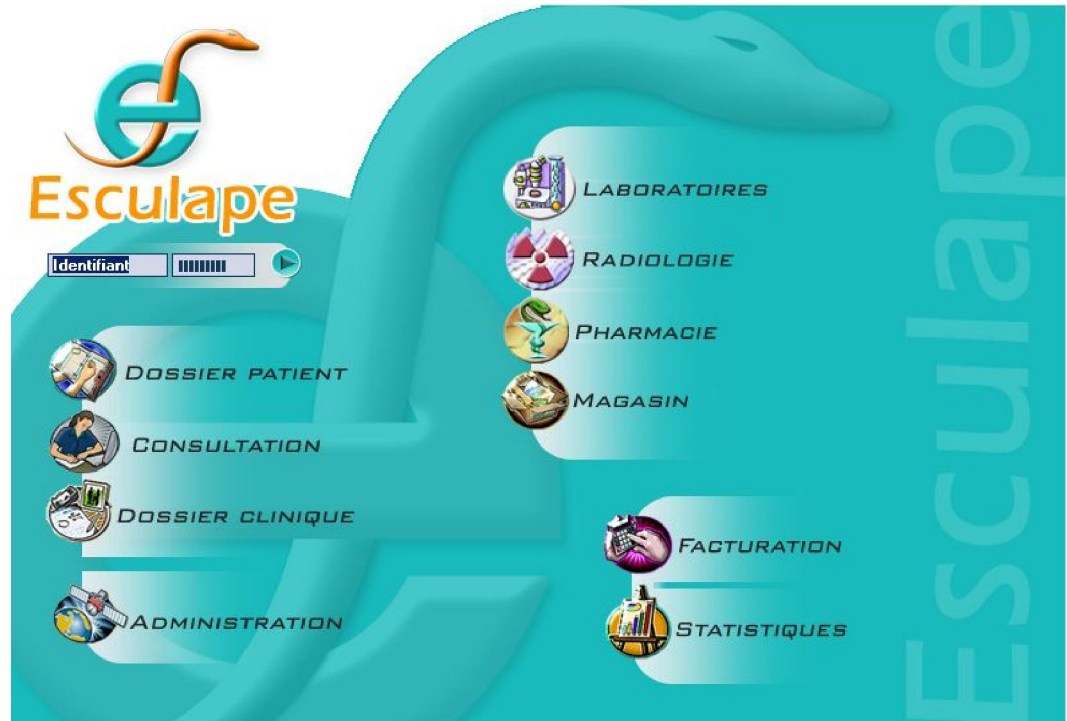 Esculape
Identifiant
DOSSIER PATIENT
CONSULTATION
DOSSIER CLINIQUE
ADMINISTRATION
LABORATOIRES
RADIOLOGIE
PHARMACIE
MAGASIN
FACTURATION
STATISTIQUES
Esculape